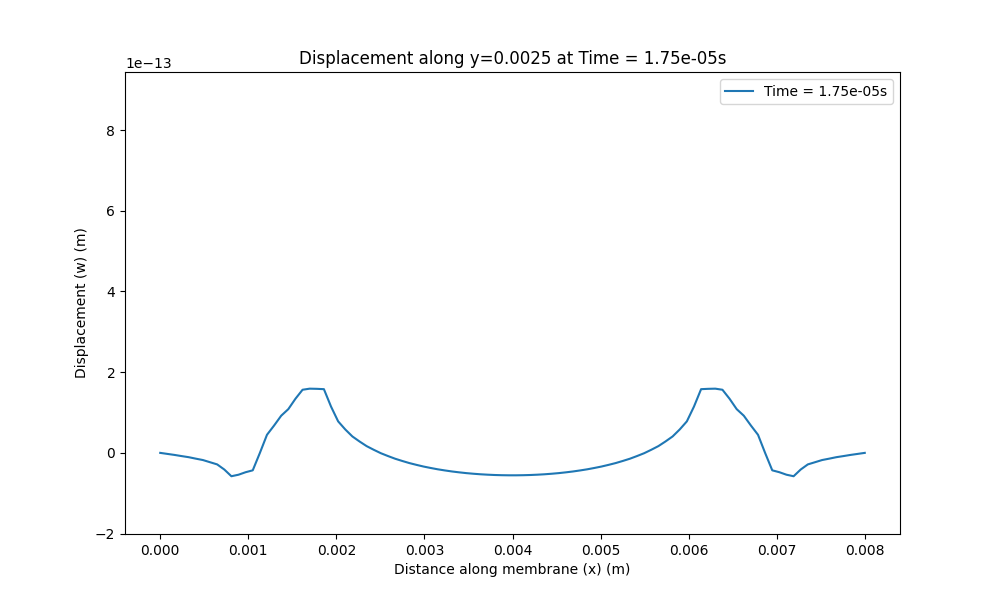 Displacement along y=0.0025 at Time = 1.75e-05s
1e−13
Time = 1.75e-05s
8
6
4
2
0
−2
Displacement (w) (m)
0.000 0.001 0.002 0.003 0.004 0.005 0.006 0.007 0.008
Distance along membrane (x) (m)